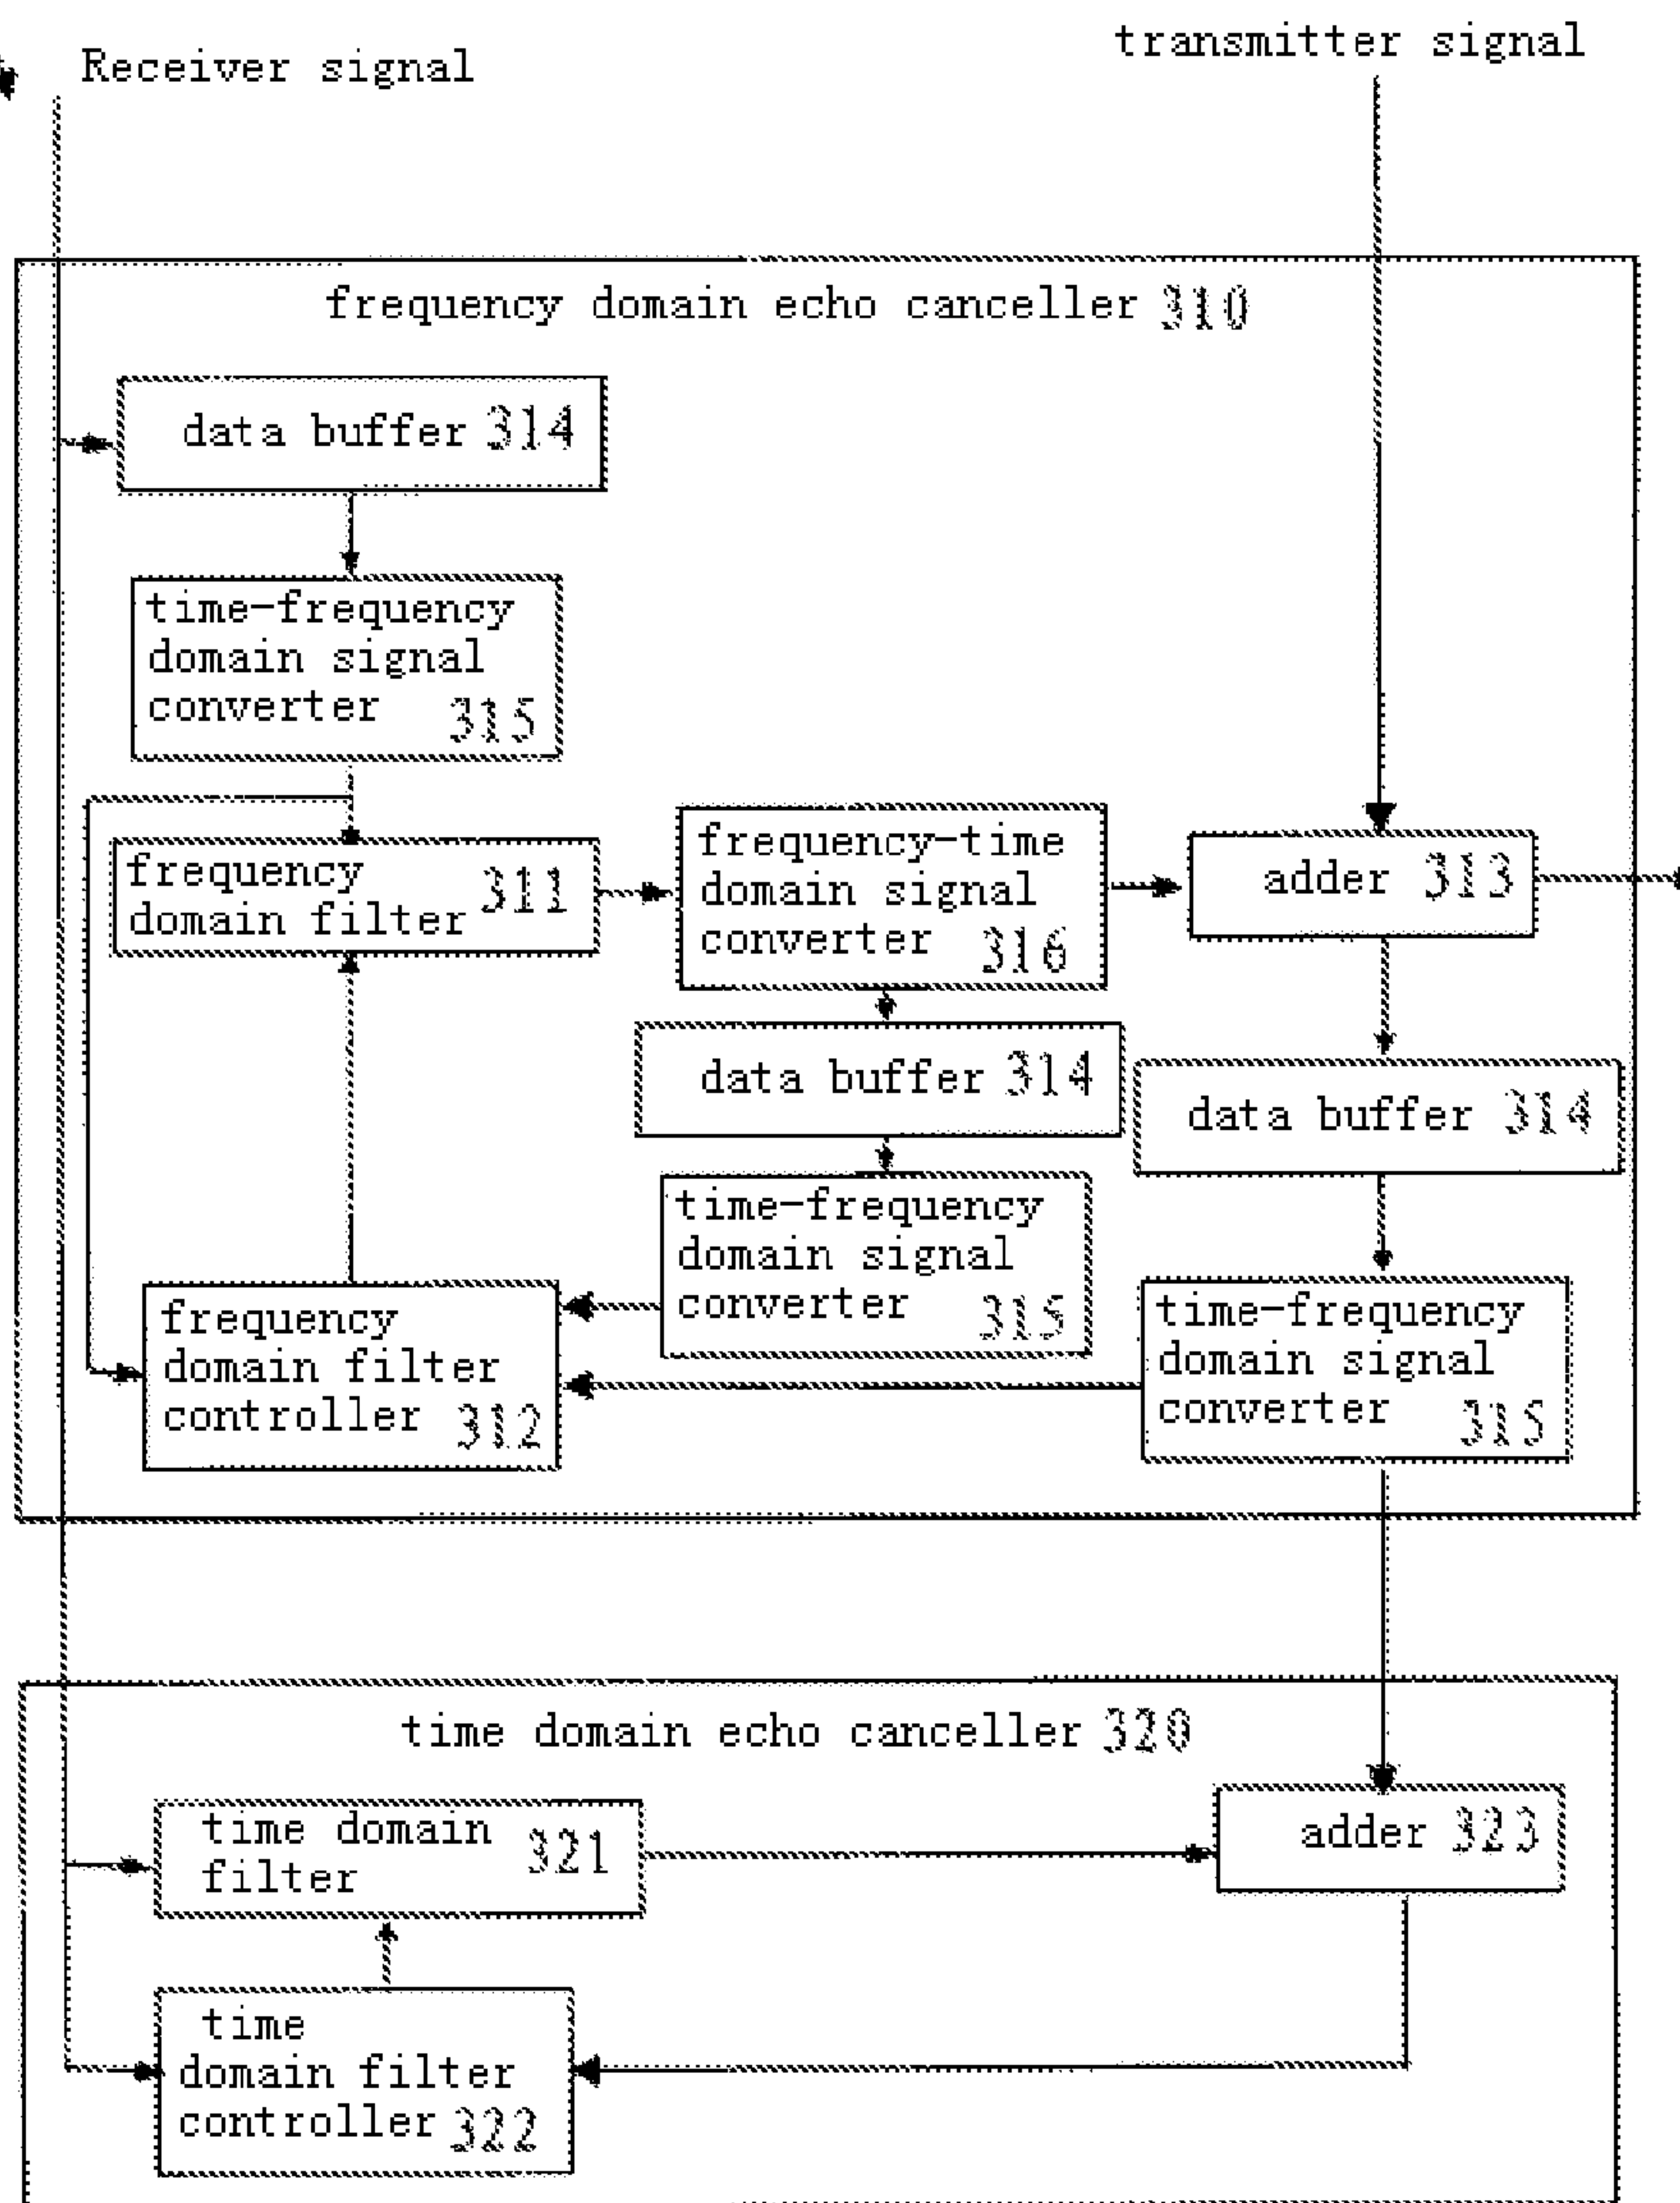 Receiver signal
transmitter signal
frequency domain echo canceller 310
data buffer 314
time-frequency
domain signal
converter 315
frequency
domain filter 311
frequency-time
domain signal
converter 316
adder 313
data buffer 314
data buffer 314
time-frequency
domain signal
converter 315
frequency
domain filter
controller 312
time-frequency
domain signal
converter 315
time domain echo canceller 320
time domain
filter 321
adder 323
time
domain filter
controller 322